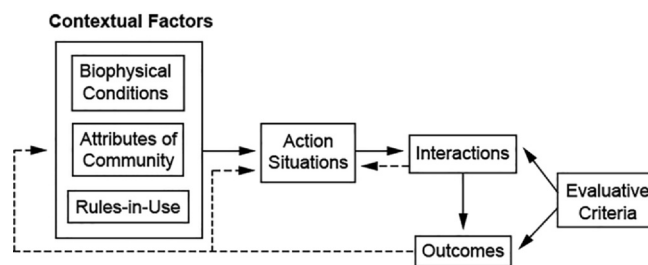 Contextual Factors
Biophysical
Conditions
Attributes of
Community
Rules-in-Use
Action
Situations
Interactions
Outcomes
Evaluative
Criteria